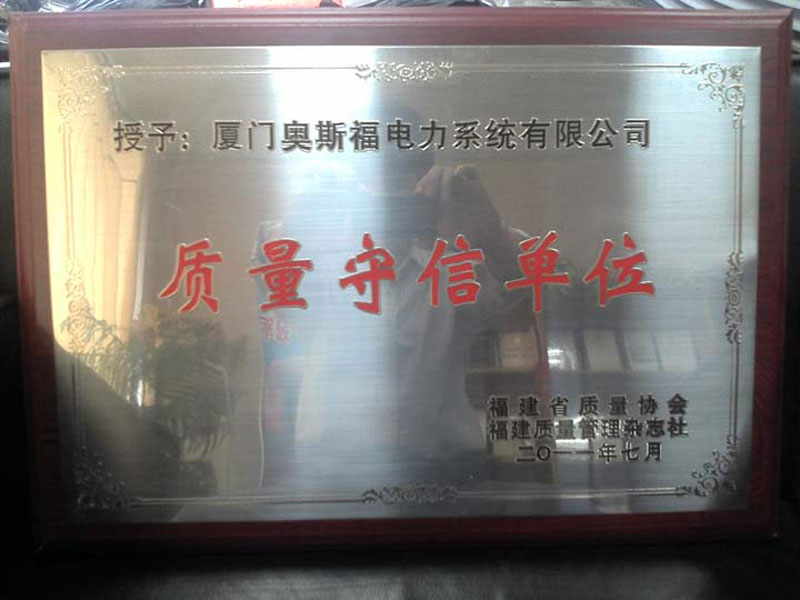 授予：厦门奥斯福电力系统有限公司
质量守信单位
福建省质量协会
福建质量管理杂志社
二〇一一年七月